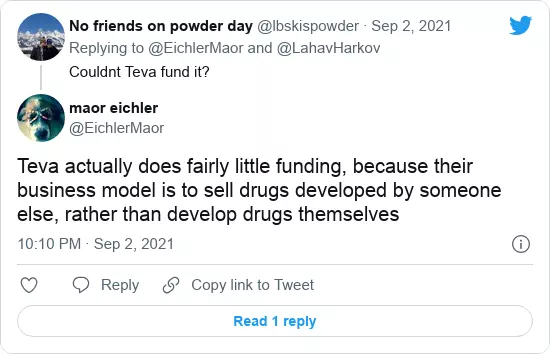 No friends on powder day @lbskispowder · Sep 2, 2021
Replying to @EichlerMaor and @LahavHarkov
Couldnt Teva fund it?
maor eichler
@EichlerMaor
Teva actually does fairly little funding, because their
business model is to sell drugs developed by someone
else, rather than develop drugs themselves
10:10 PM · Sep 2, 2021
Reply
Copy link to Tweet
Read 1 reply